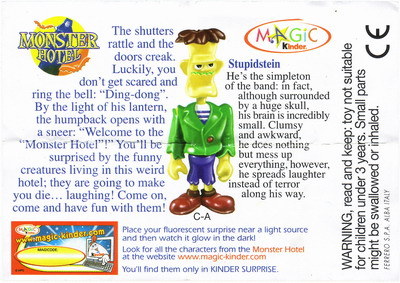 MONSTER
HOTEL
The shutters
rattle and the
doors creak.
Luckily, you
don't get scared and
ring the bell: "Ding-dong".
By the light of his lantern,
the humpback opens with
a sneer: "Welcome to the
"Monster Hotel"!" You'll be
surprised by the funny
creatures living in this weird
hotel; they are going to make
you die... laughing! Come on,
come and have fun with them!
C-A
MAGIC
Kinder
Stupidstein
He's the simpleton
of the band: in fact,
although surrounded
by a huge skull,
his brain is incredibly
small. Clumsy
and awkward,
he does nothing
but mess up
everything, however,
he spreads laughter
instead of terror
along his way.
CE
WARNING, read and keep: toy not suitable
for children under 3 years. Small parts
might be swallowed or inhaled.
FERRERO S.P.A. ALBA ITALY
MAGIC
www.magic-kinder.com
MAGICODE
Place your fluorescent surprise near a light source
and then watch it glow in the dark!
Look for all the characters from the Monster Hotel
at the website www.magic-kinder.com
You'll find them only in KINDER SURPRISE.